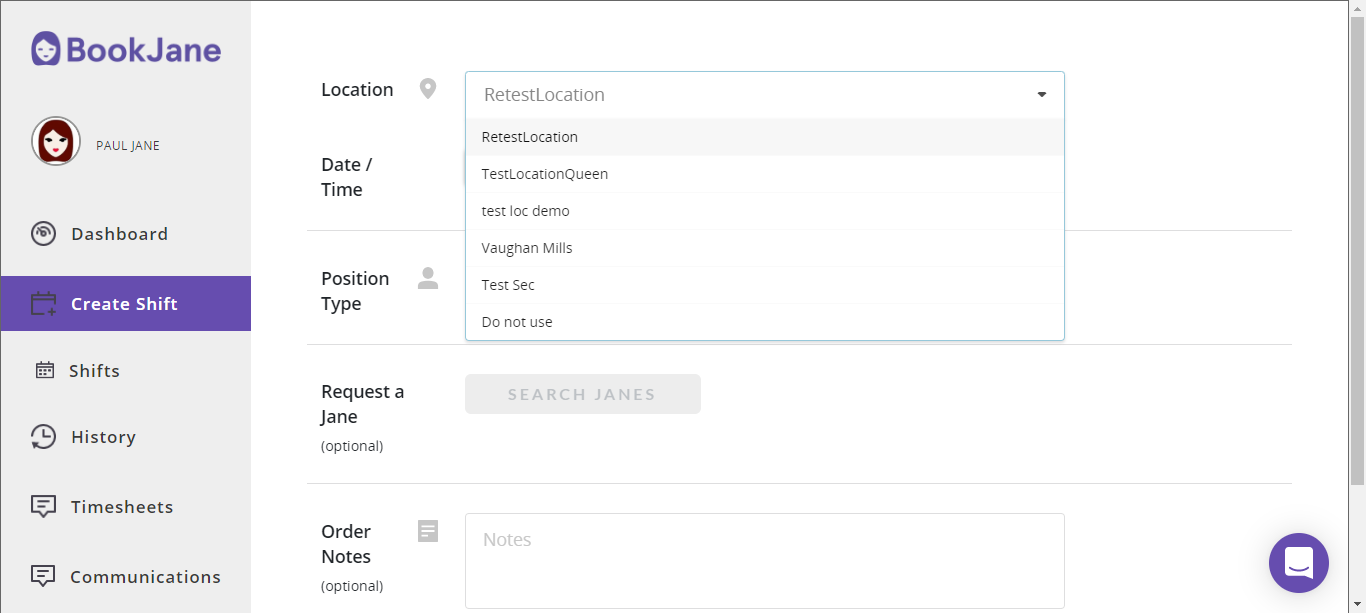 BookJane
PAUL JANE
Dashboard
Create Shift
Shifts
History
Timesheets
Communications
Location
RetestLocation
RetestLocation
TestLocationQueen
test loc demo
Vaughan Mills
Test Sec
Do not use
Date /
Time
Position
Type
Request a
Jane
(optional)
SEARCH JANES
Order
Notes
(optional)
Notes